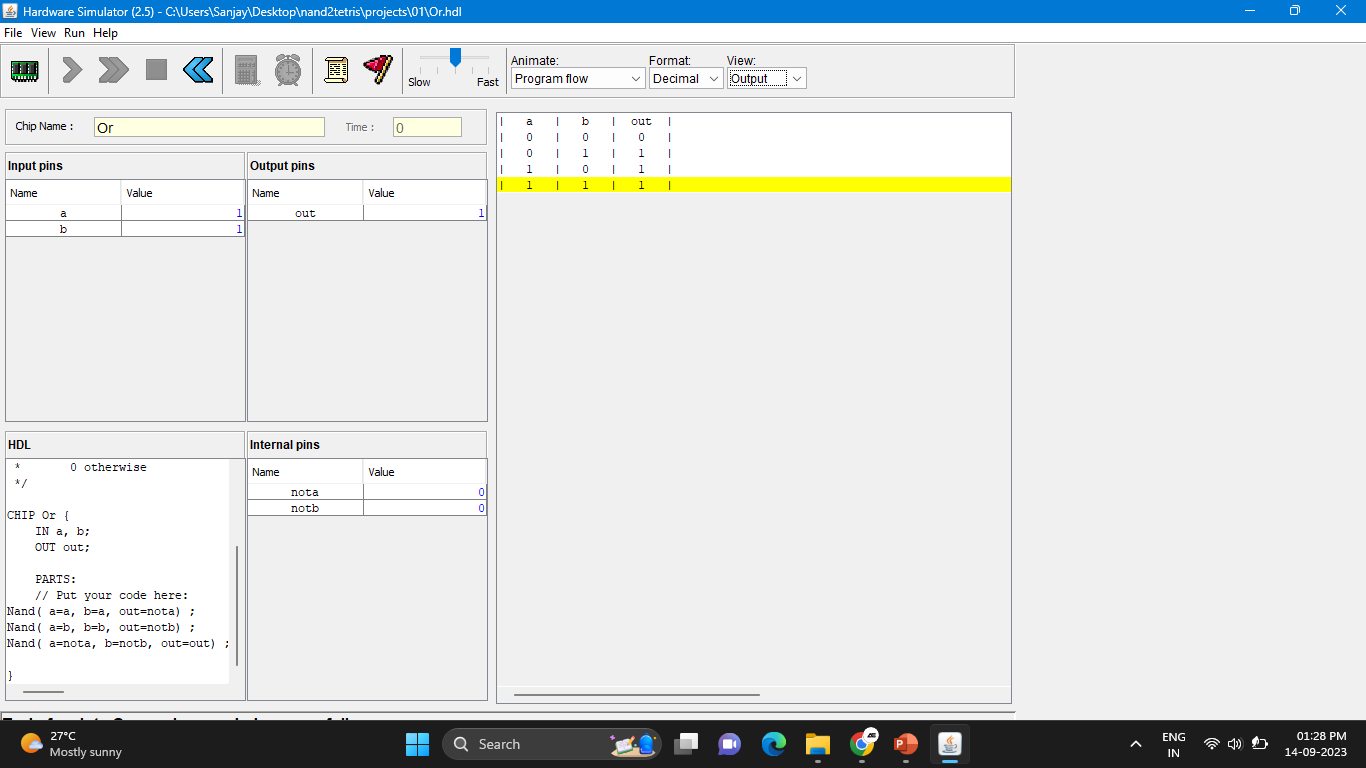 Hardware Simulator (2.5) - C:\Users\Sanjay\Desktop\nand2tetris\projects\01\Or.hdl
File View Run Help
Slow Fast
Animate: Format: View:
Program flow Decimal Output
Chip Name : Or Time : 0
Input pins
Name Value
a 1
b 1
Output pins
Name Value
out 1
| a | b | out |
| 0 | 0 | 0 |
| 0 | 1 | 1 |
| 1 | 0 | 1 |
| 1 | 1 | 1 |
HDL
* 0 otherwise
*/
CHIP Or {
IN a, b;
OUT out;
PARTS:
// Put your code here:
Nand( a=a, b=a, out=nota) ;
Nand( a=b, b=b, out=notb) ;
Nand( a=nota, b=notb, out=out) ;
}
Internal pins
Name Value
nota 0
notb 0
27°C
Mostly sunny
Search
ENG
IN
01:28 PM
14-09-2023